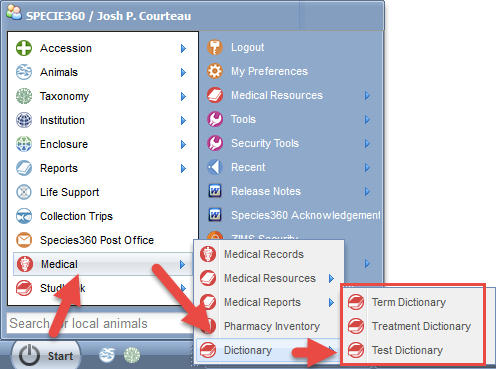 SPECIE360 / Josh P. Courteau
Accession
Animals
Taxonomy
Institution
Enclosure
Reports
Life Support
Collection Trips
Species360 Post Office
Medical
Search for local animals
Start
Logout
My Preferences
Medical Resources
Tools
Security Tools
Recent
Release Notes
Species360 Acknowledgement
ZIMS Security
Medical Records
Medical Resources
Medical Reports
Pharmacy Inventory
Dictionary
Term Dictionary
Treatment Dictionary
Test Dictionary